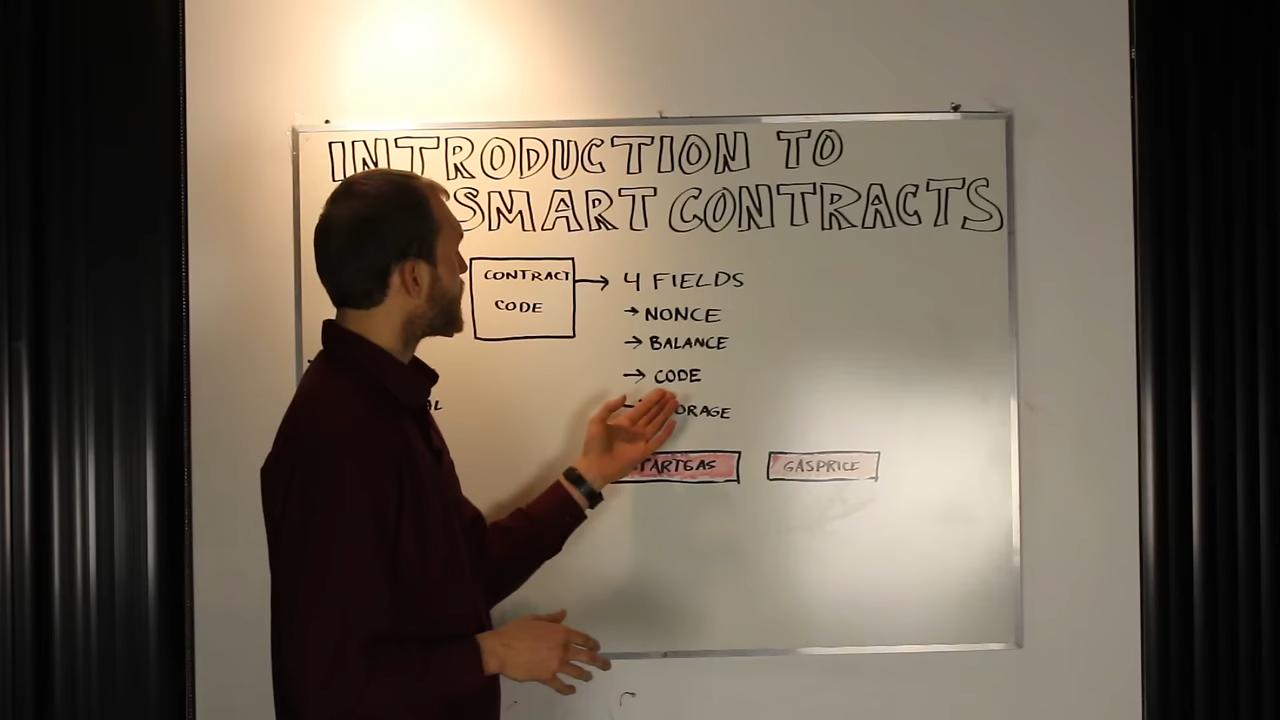 INTRODUCTION TO
SMART CONTRACTS
CONTRACT
CODE
4 FIELDS
NONCE
BALANCE
CODE
GASPRICE